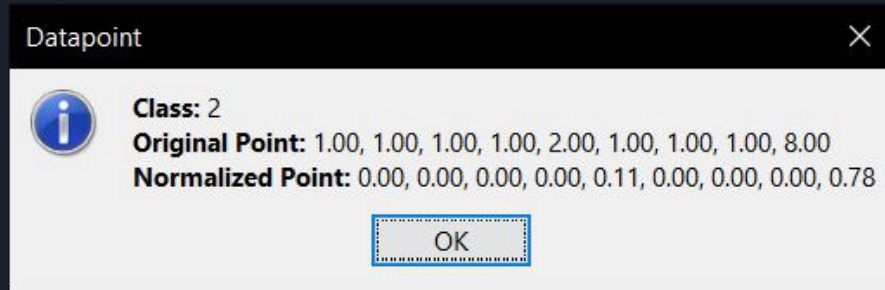 Datapoint
Class: 2
Original Point: 1.00, 1.00, 1.00, 1.00, 2.00, 1.00, 1.00, 1.00, 8.00
Normalized Point: 0.00, 0.00, 0.00, 0.00, 0.11, 0.00, 0.00, 0.00, 0.78
OK